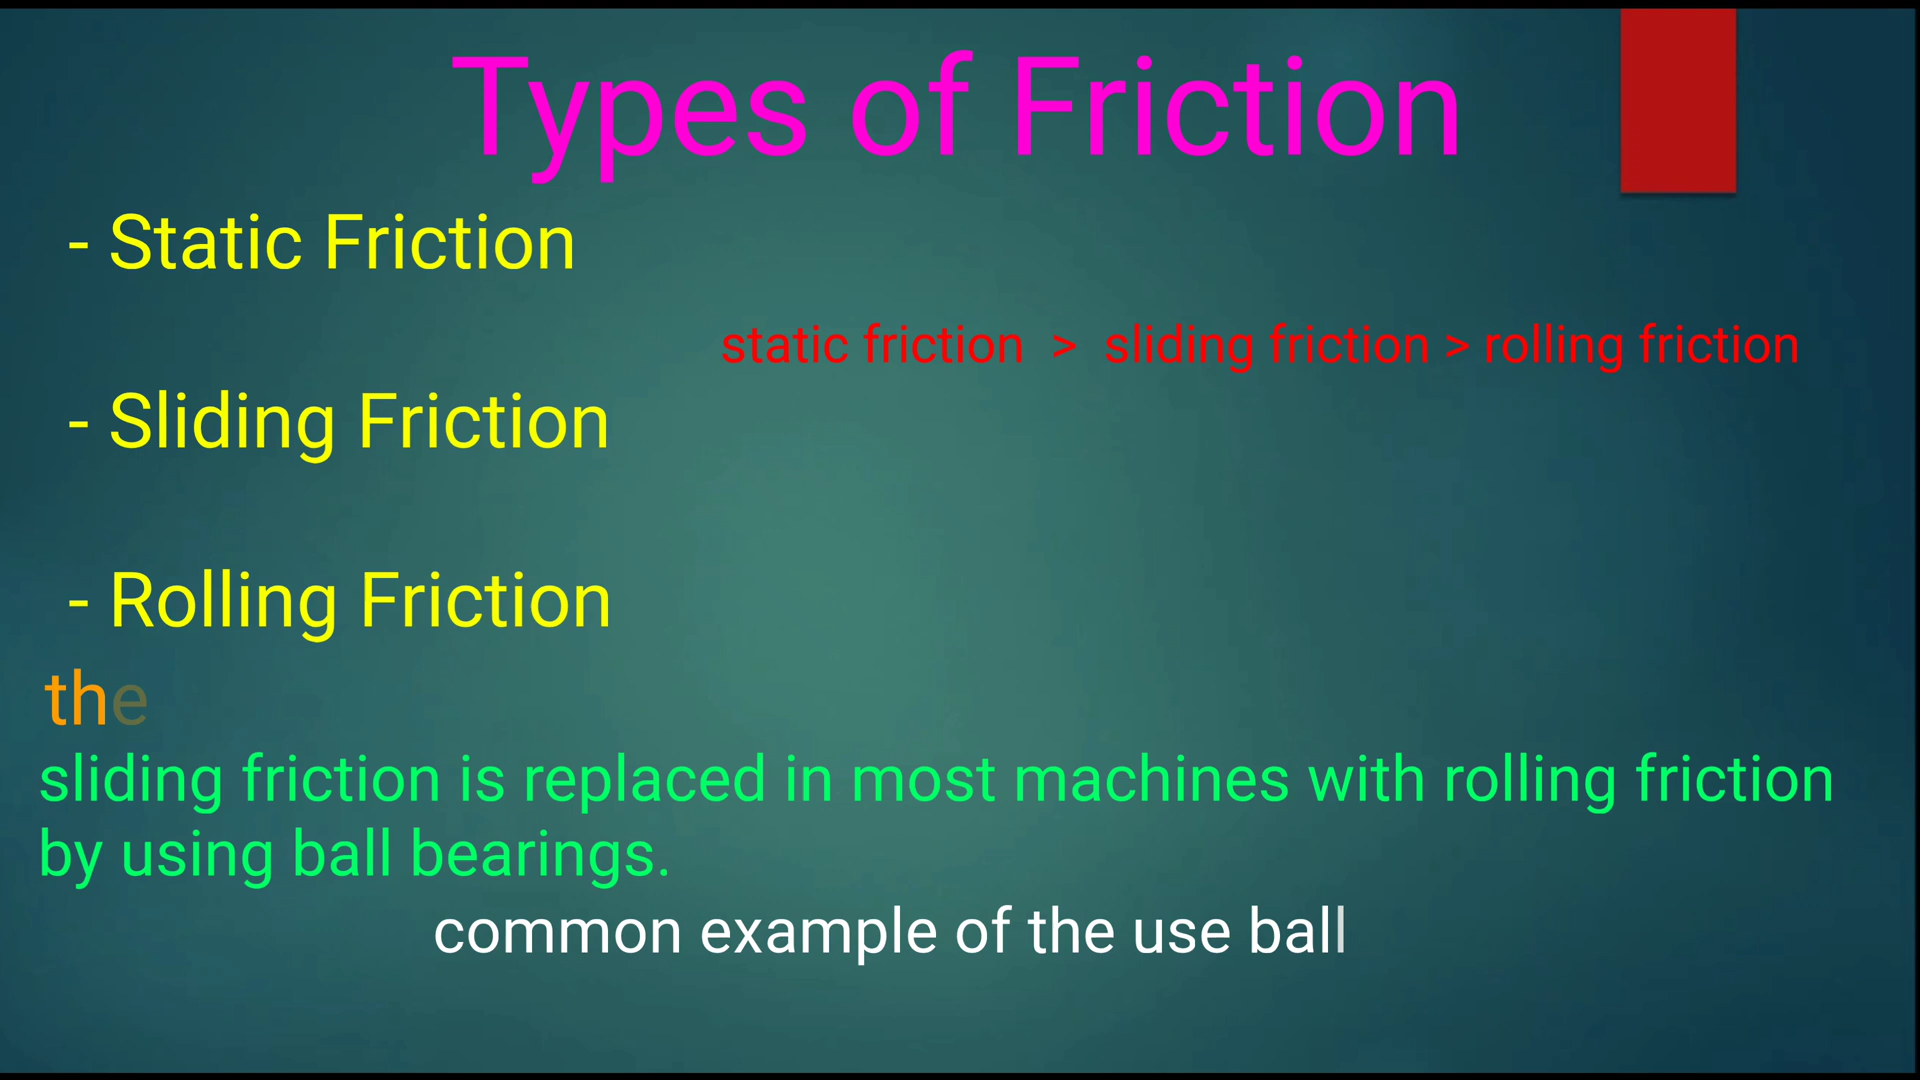 Types of Friction
- Static Friction
static friction > sliding friction > rolling friction
- Sliding Friction
- Rolling Friction
the
sliding friction is replaced in most machines with rolling friction
by using ball bearings.
common example of the use ball